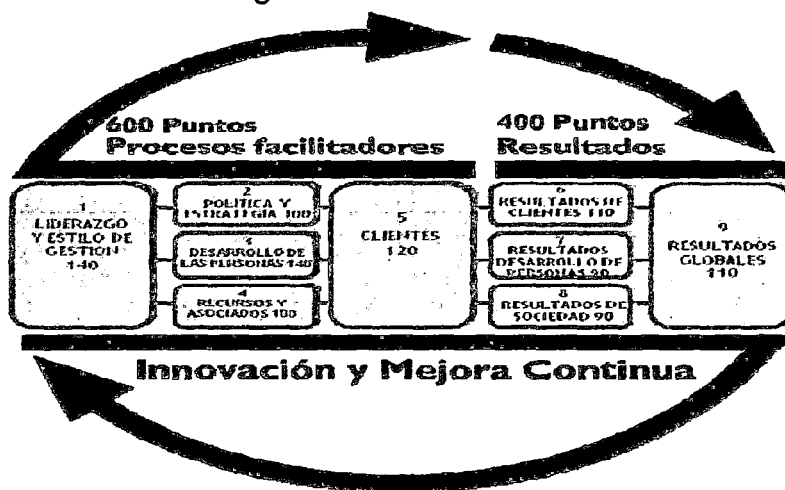 600 Puntos
Procesos facilitadores
400 Puntos
Resultados
1
LIDERAZGO
Y ESTILO DE
GESTION
140
2
POLITICA Y
ESTRATEGIA 100
3
DESARROLLO DE
LAS PERSONAS 140
4
RECURSOS Y
ASOCIADOS 100
5
CLIENTES
120
6
RESULTADOS DE
CLIENTES 110
7
RESULTADOS
DESARROLLO DE
PERSONAS 90
8
RESULTADOS DE
SOCIEDAD 90
9
RESULTADOS
GLOBALES
110
Innovación y Mejora Continua